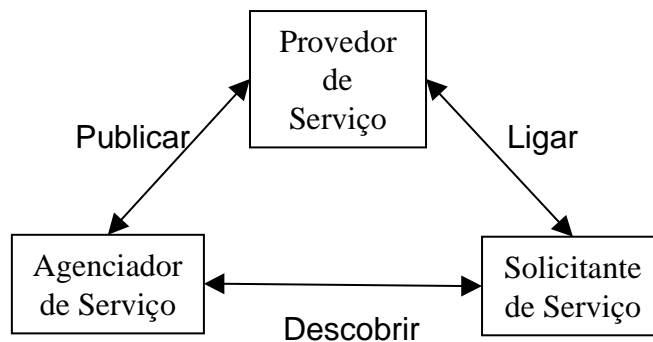 Provedor
de
Serviço
Publicar
Ligar
Agenciador
de Serviço
Solicitante
de Serviço
Descobrir